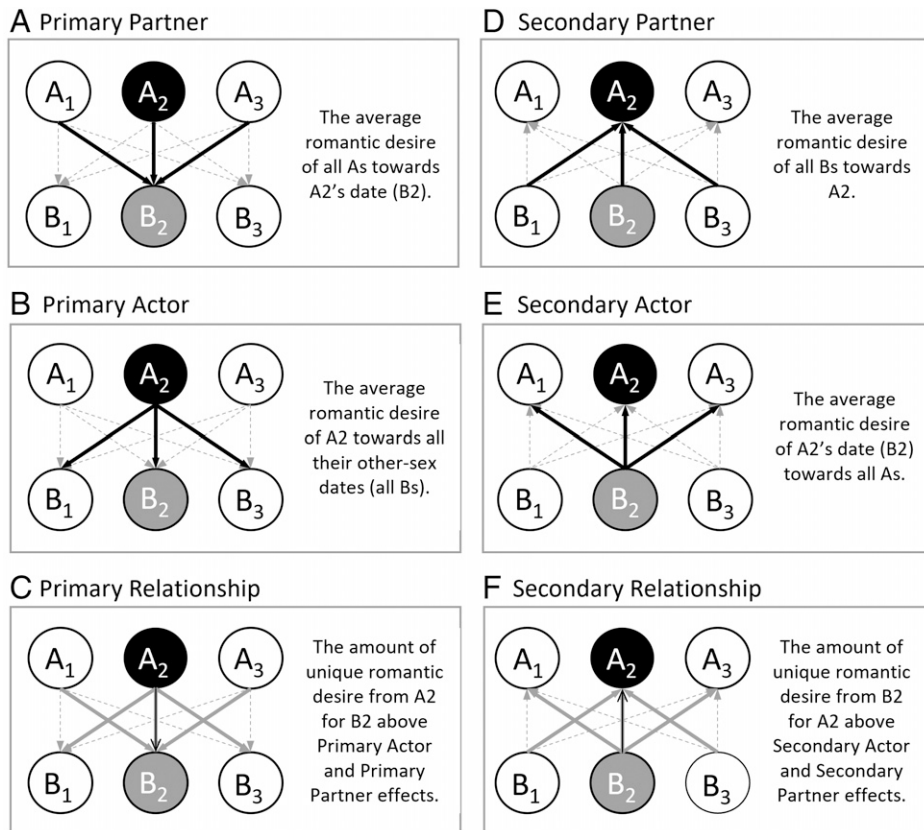 A Primary Partner
A1 A2 A3
The average
romantic desire
of all As towards
A2's date (B2).
B1 B2 B3
B Primary Actor
A1 A2 A3
The average
romantic desire
of A2 towards all
their other-sex
dates (all Bs).
B1 B2 B3
C Primary Relationship
A1 A2 A3
The amount of
unique romantic
desire from A2
for B2 above
Primary Actor
and Primary
Partner effects.
B1 B2 B3
D Secondary Partner
A1 A2 A3
The average
romantic desire
of all Bs towards
A2.
B1 B2 B3
E Secondary Actor
A1 A2 A3
The average
romantic desire
of A2's date (B2)
towards all As.
B1 B2 B3
F Secondary Relationship
A1 A2 A3
The amount of
unique romantic
desire from B2
for A2 above
Secondary Actor
and Secondary
Partner effects.
B1 B2 B3